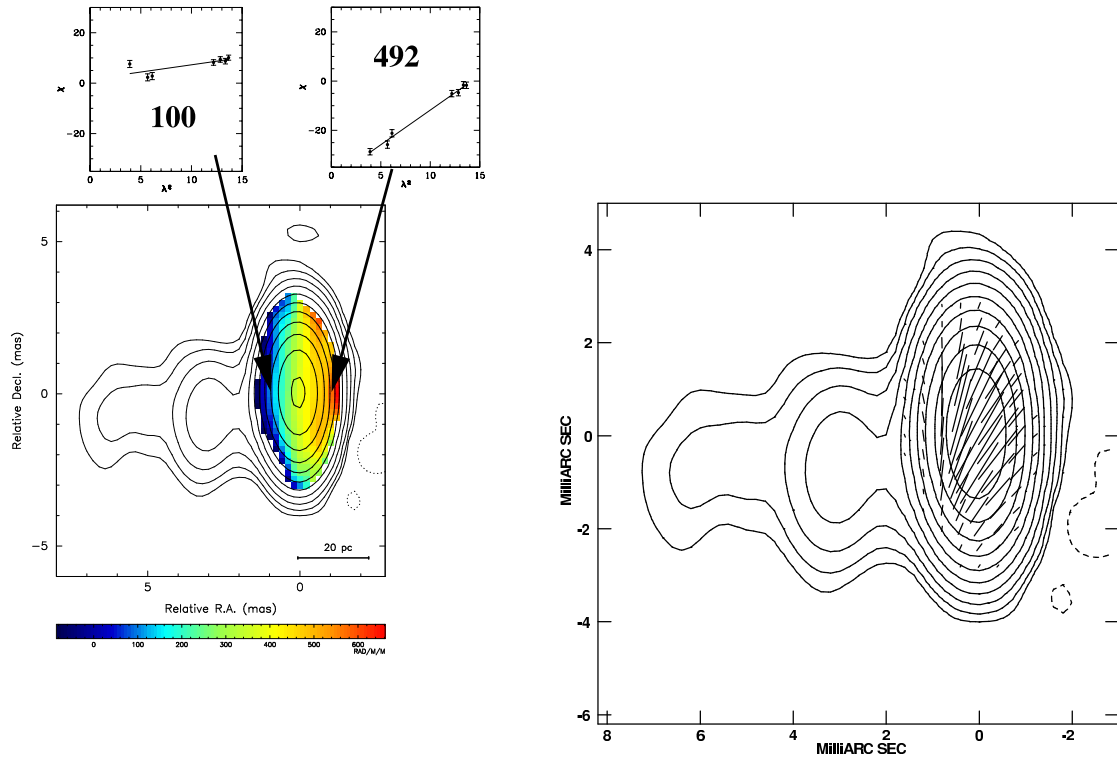 20
0
−20
χ
100
0 5 10 15
λ²
20
0
−20
χ
492
0 5 10 15
λ²
5
0
−5
Relative Decl. (mas)
20 pc
5 0
Relative R.A. (mas)
0 100 200 300 400 500 600
RAD/M/M
4
2
0
-2
-4
-6
MilliARC SEC
8 6 4 2 0 -2
MilliARC SEC